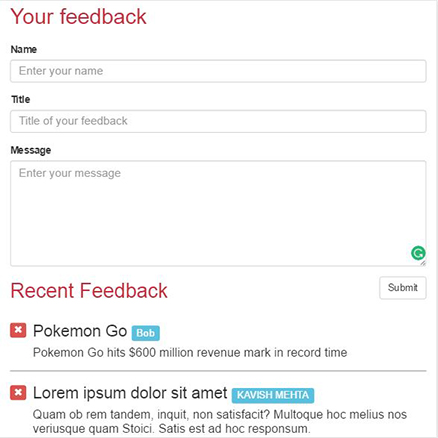 Your feedback
Name
Enter your name
Title
Title of your feedback
Message
Enter your message
Recent Feedback
Submit
Pokemon Go Bob
Pokemon Go hits $600 million revenue mark in record time
Lorem ipsum dolor sit amet KAVISH MEHTA
Quam ob rem tandem, inquit, non satisfacit? Multoque hoc melius nos
veriusque quam Stoici. Satis est ad hoc responsum.